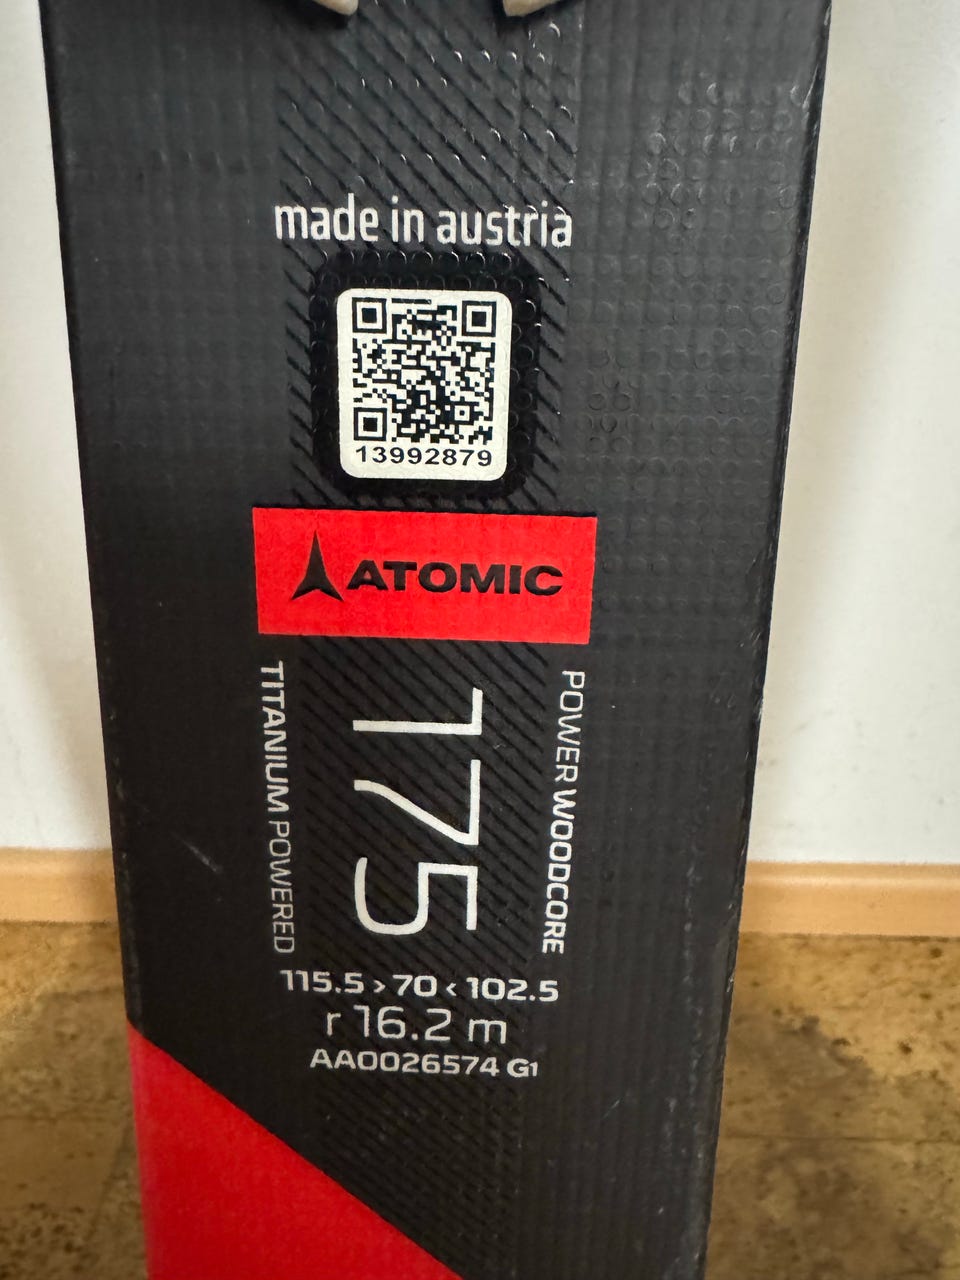 made in austria
13992879
ATOMIC
TITANIUM POWERED
175
POWER WOODCORE
115.5 > 70 < 102.5
r 16.2 m
AA0026574 G1